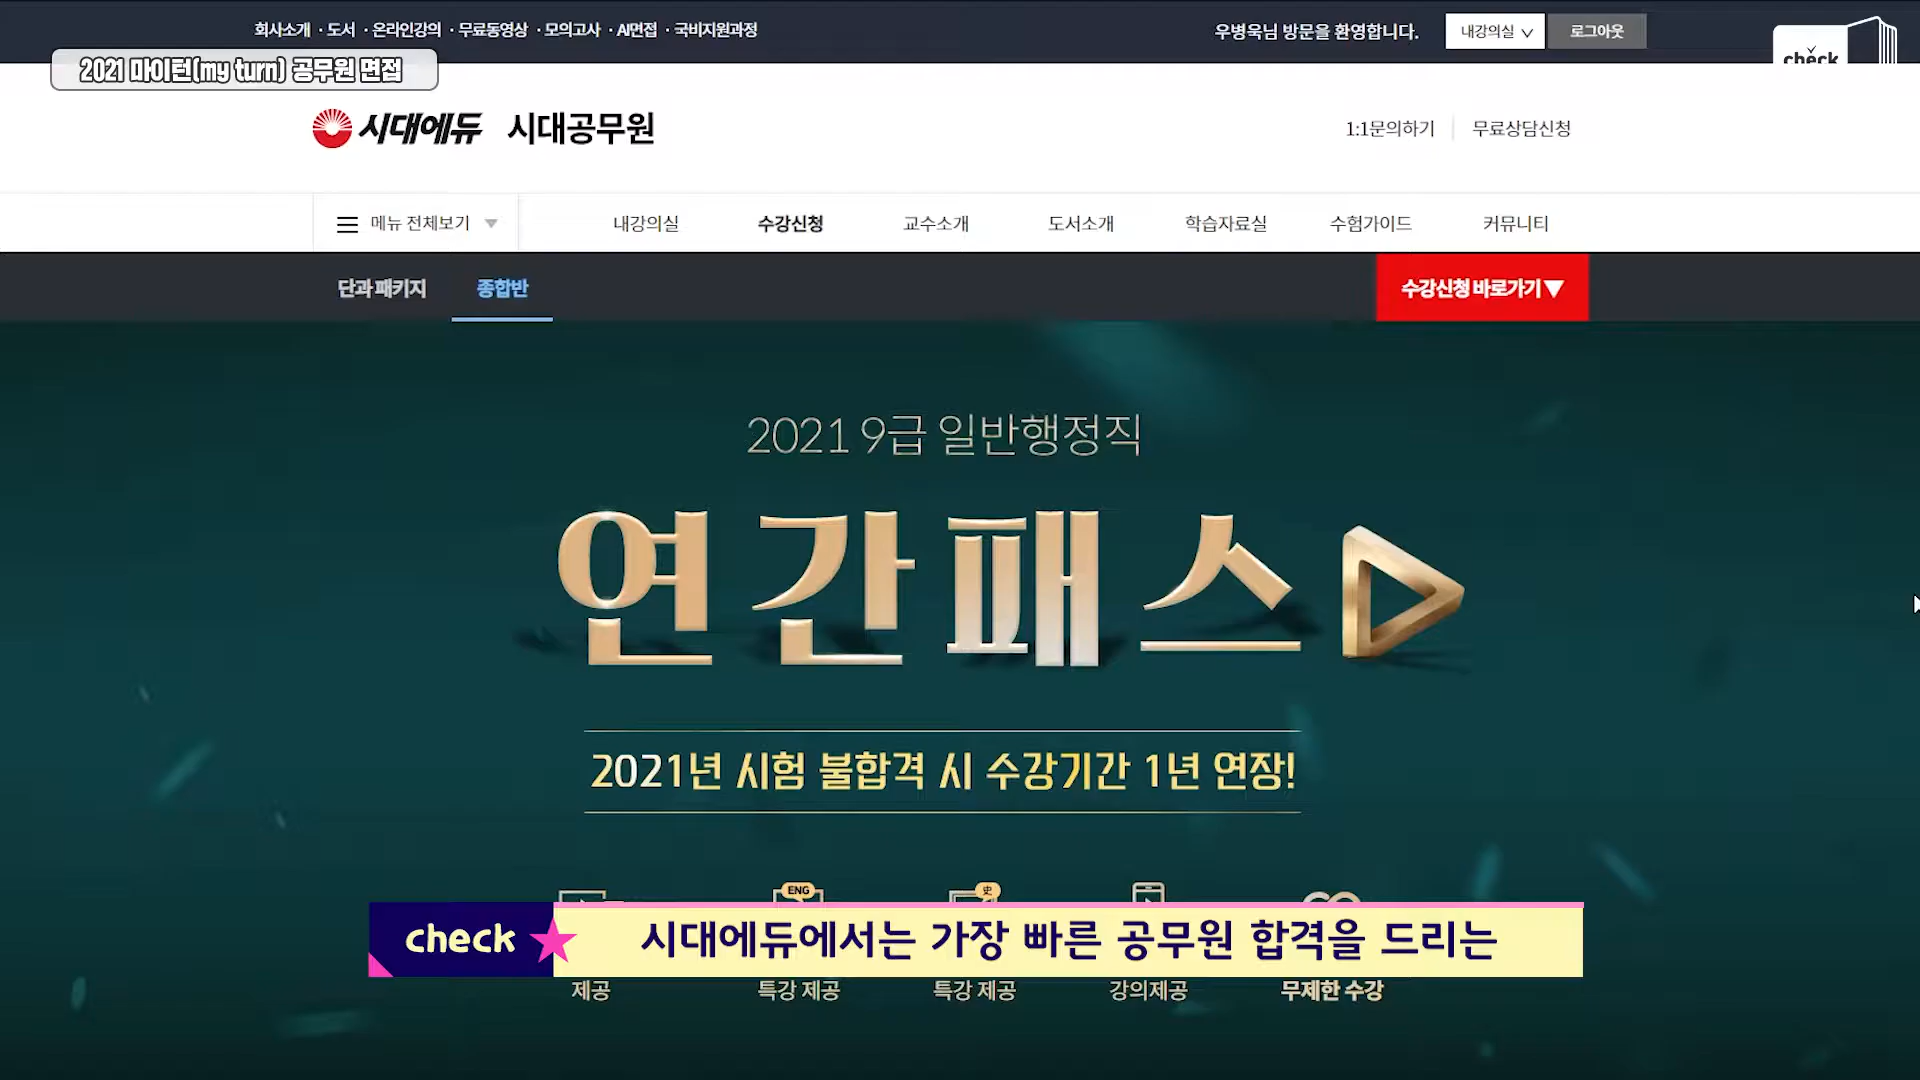 회사소개 · 도서 · 온라인강의 · 무료동영상 · 모의고사 · AI면접 · 국비지원과정
우병욱님 방문을 환영합니다.
내강의실
로그아웃
check
2021 마이턴(my turn) 공무원 면접
시대에듀 시대공무원
1:1문의하기
무료상담신청
메뉴 전체보기
내강의실
수강신청
교수소개
도서소개
학습자료실
수험가이드
커뮤니티
단과패키지
종합반
수강신청 바로가기▼
2021 9급 일반행정직
연간패스
2021년 시험 불합격 시 수강기간 1년 연장!
ENG
史
check ★ 시대에듀에서는 가장 빠른 공무원 합격을 드리는
제공
특강 제공
특강 제공
강의제공
무제한 수강